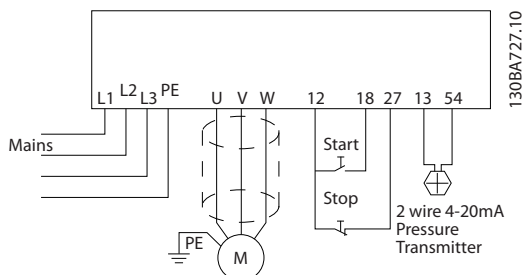 130BA727.10
L1 L2 L3 PE U V W 12 18 27 13 54
Mains
Start
Stop
2 wire 4-20mA
Pressure
Transmitter
PE
M